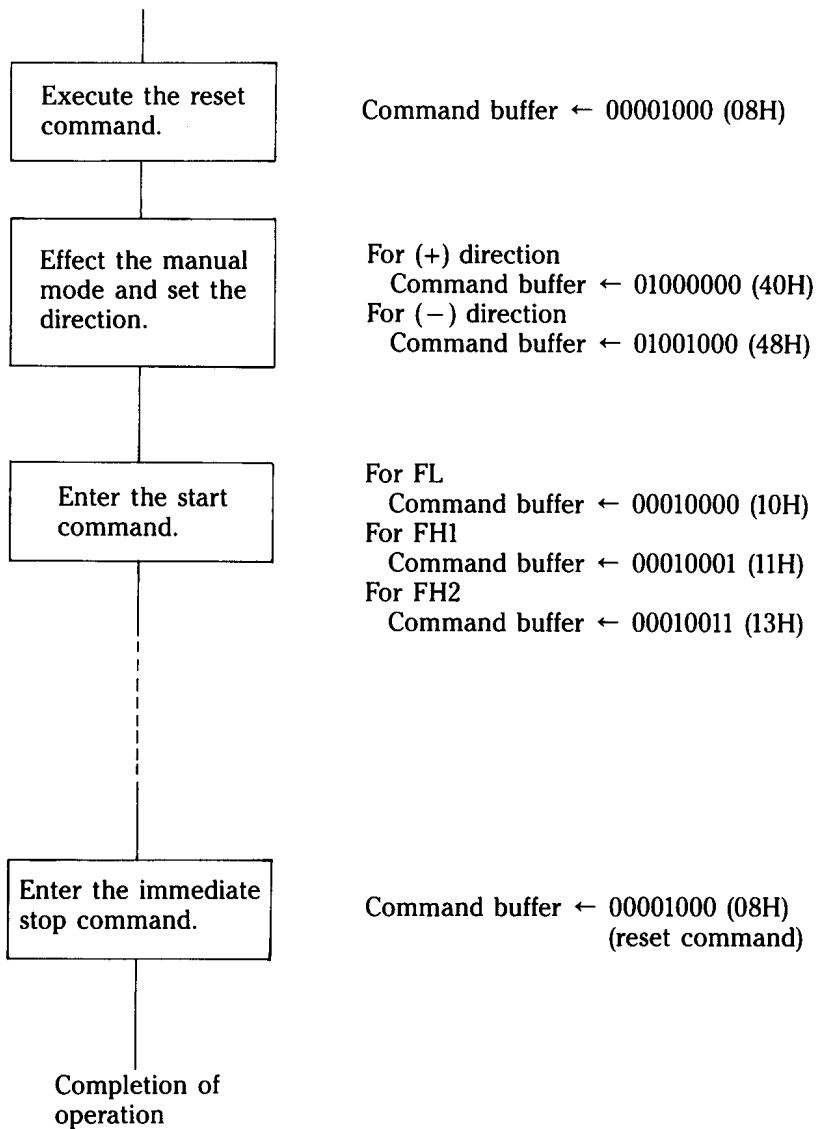 Execute the reset
command.
Command buffer ← 00001000 (08H)
Effect the manual
mode and set the
direction.
For (+) direction
Command buffer ← 01000000 (40H)
For (−) direction
Command buffer ← 01001000 (48H)
Enter the start
command.
For FL
Command buffer ← 00010000 (10H)
For FH1
Command buffer ← 00010001 (11H)
For FH2
Command buffer ← 00010011 (13H)
Enter the immediate
stop command.
Command buffer ← 00001000 (08H)
(reset command)
Completion of
operation